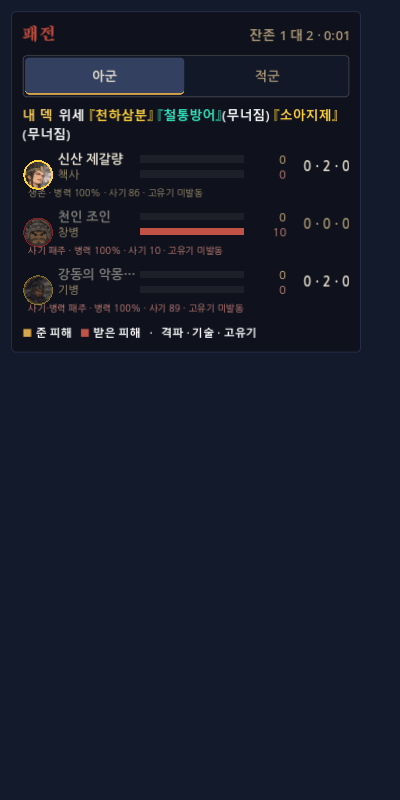 패전
잔존 1 대 2 · 0:01
아군
적군
내 덱 위세 『천하삼분』 『철통방어』(무너짐) 『소아지제』
(무너짐)
신산 제갈량
0
0 · 2 · 0
책사
0
생존 · 병력 100% · 사기 86 · 고유기 미발동
천인 조인
0
0 · 0 · 0
창병
10
사기 패주 · 병력 100% · 사기 10 · 고유기 미발동
강동의 악몽…
0
0 · 2 · 0
기병
0
사기·병력 패주 · 병력 100% · 사기 89 · 고유기 미발동
준 피해 받은 피해 · 격파 · 기술 · 고유기